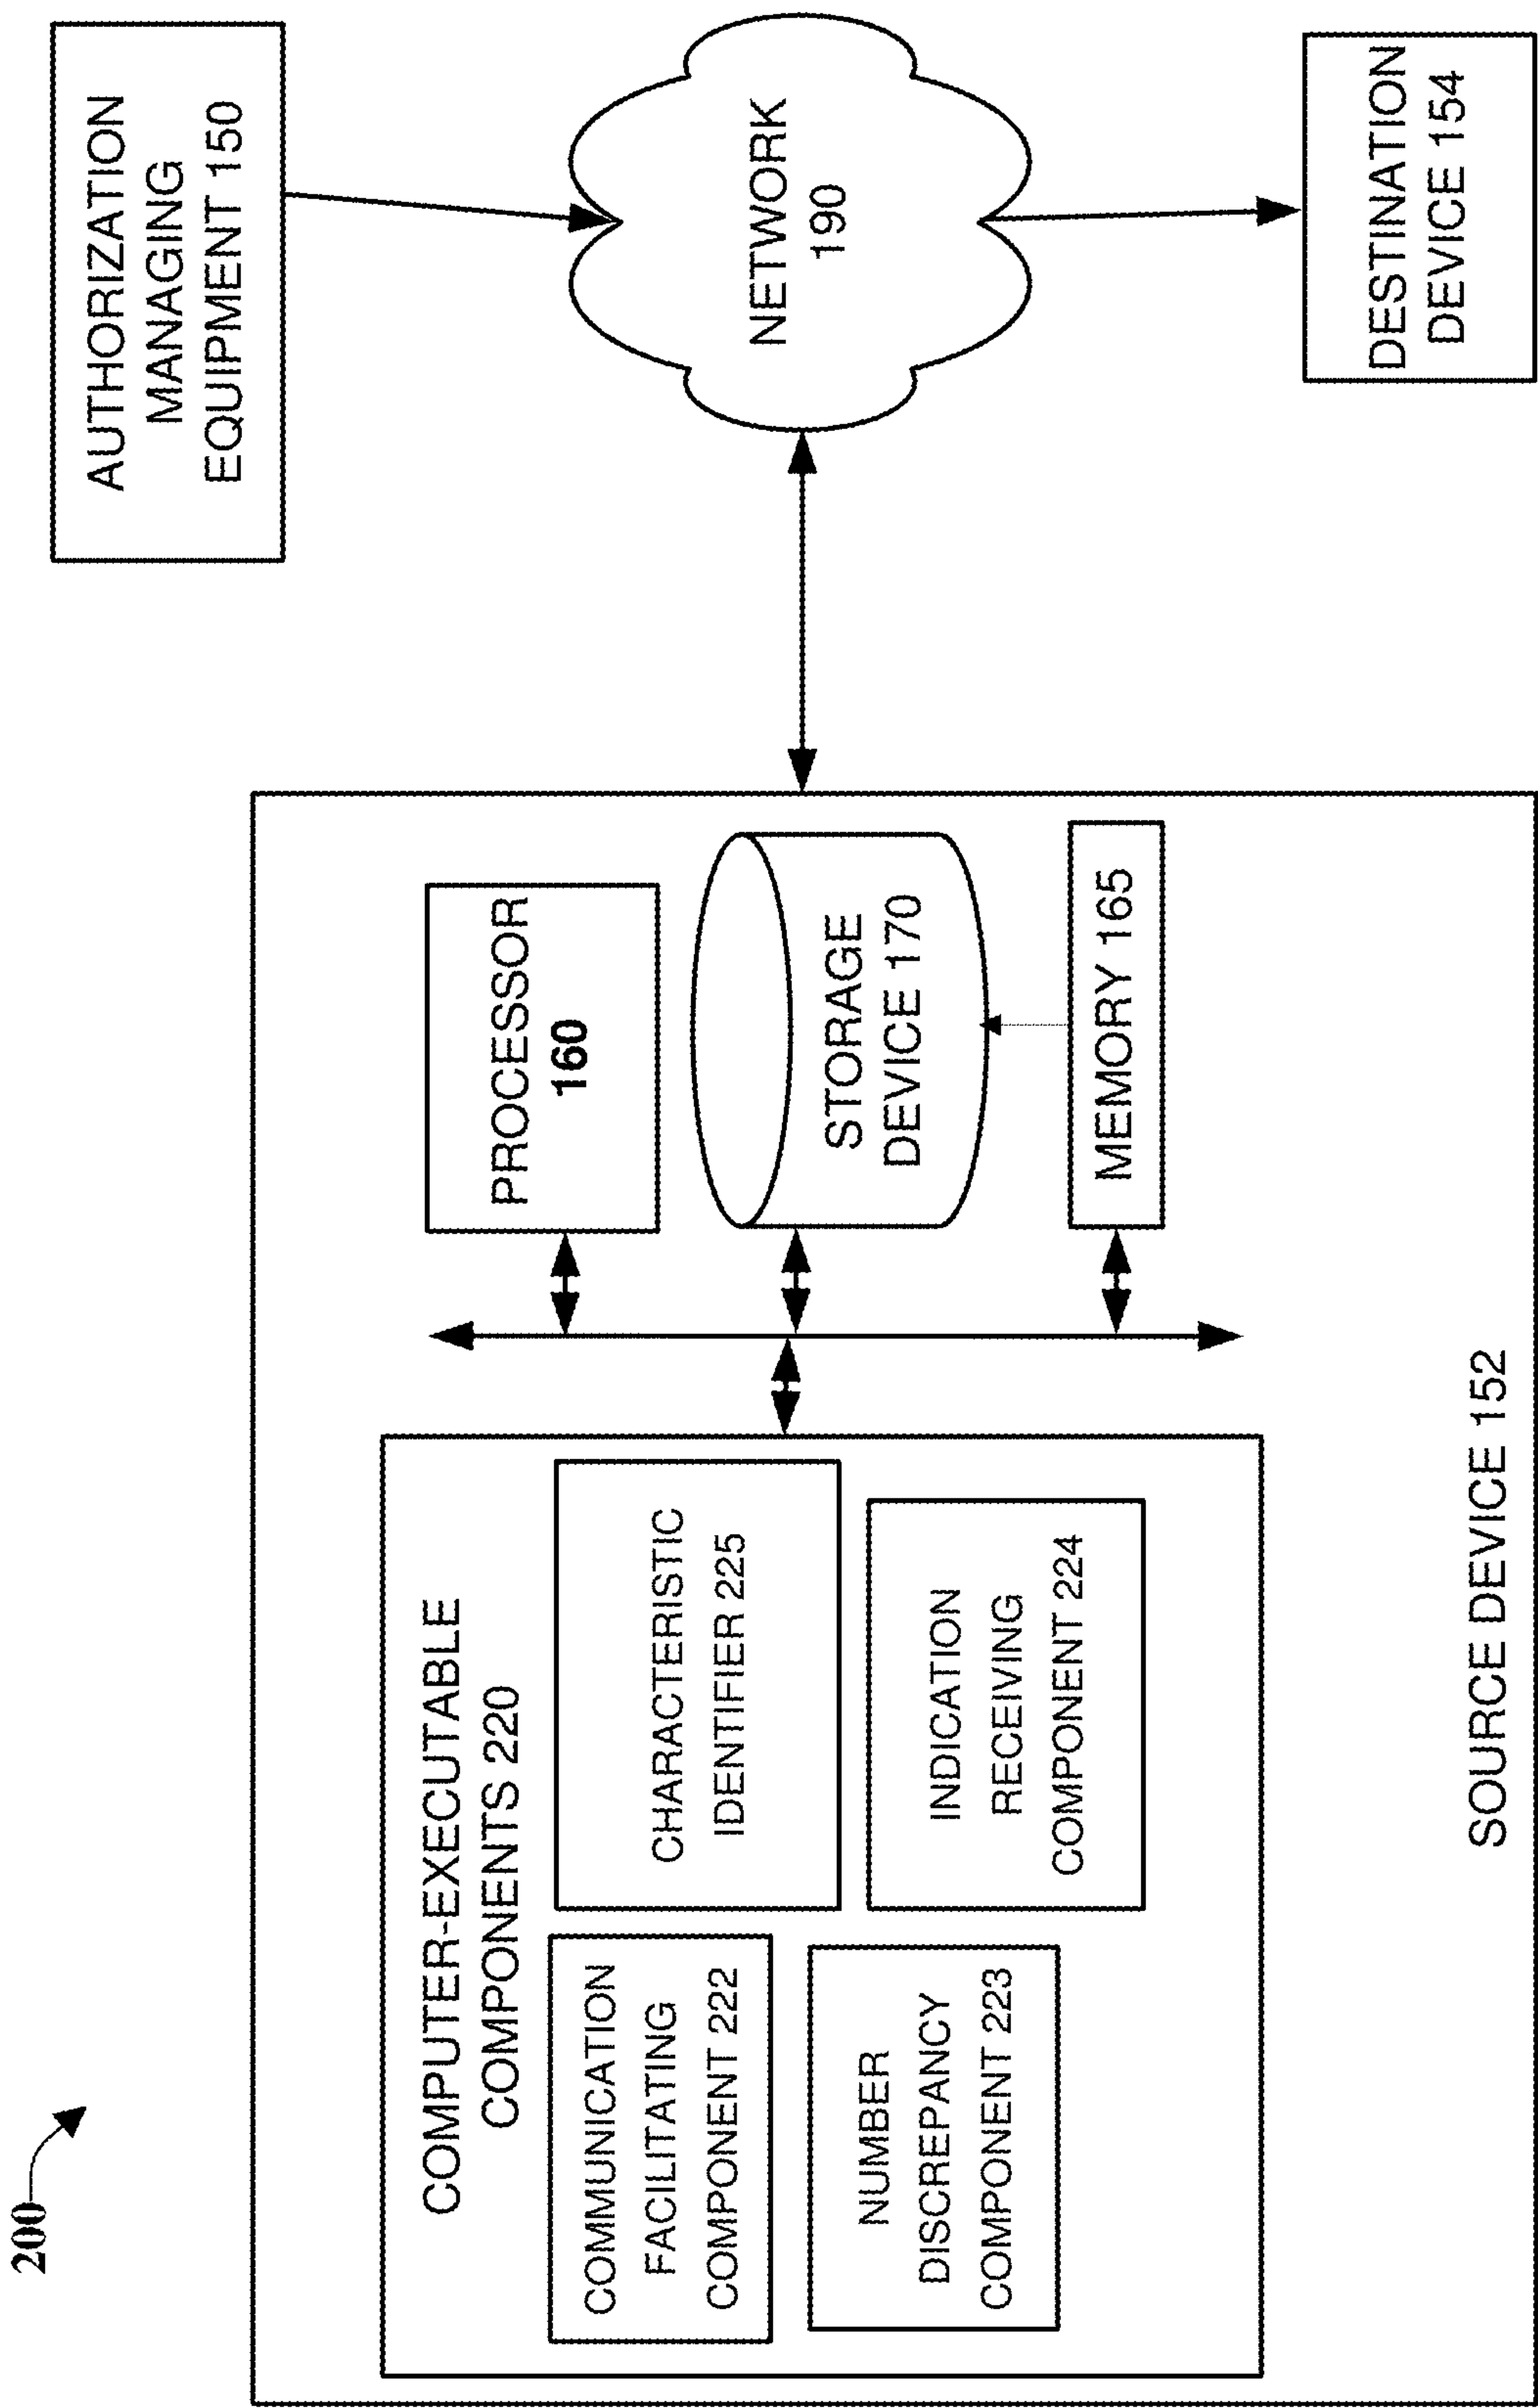 200
COMPUTER-EXECUTABLE
COMPONENTS 220
COMMUNICATION
FACILITATING
COMPONENT 222
CHARACTERISTIC
IDENTIFIER 225
NUMBER
DISCREPANCY
COMPONENT 223
INDICATION
RECEIVING
COMPONENT 224
PROCESSOR
160
STORAGE
DEVICE 170
MEMORY 165
SOURCE DEVICE 152
AUTHORIZATION
MANAGING
EQUIPMENT 150
NETWORK
190
DESTINATION
DEVICE 154